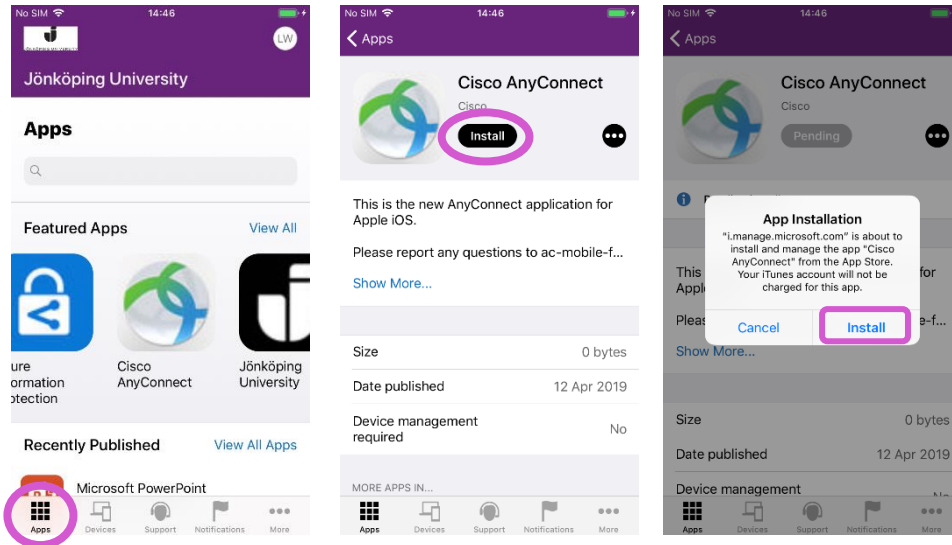 No SIM 14:46
LW
Jönköping University
Apps
Featured Apps View All
ure
ormation
otection
Cisco
AnyConnect
Jönköping
University
Recently Published View All Apps
Microsoft PowerPoint
Apps Devices Support Notifications More
No SIM 14:46
Apps
Cisco AnyConnect
Cisco
Install
This is the new AnyConnect application for
Apple iOS.
Please report any questions to ac-mobile-f...
Show More...
Size 0 bytes
Date published 12 Apr 2019
Device management
required No
MORE APPS IN...
Apps Devices Support Notifications More
No SIM 14:46
Apps
Cisco AnyConnect
Cisco
Pending
App Installation
"i.manage.microsoft.com" is about to
install and manage the app "Cisco
AnyConnect" from the App Store.
Your iTunes account will not be
charged for this app.
Cancel Install
This for
Apple
Pleas e-f...
Show More...
Size 0 bytes
Date published 12 Apr 2019
Device management
No
Apps Devices Support Notifications More